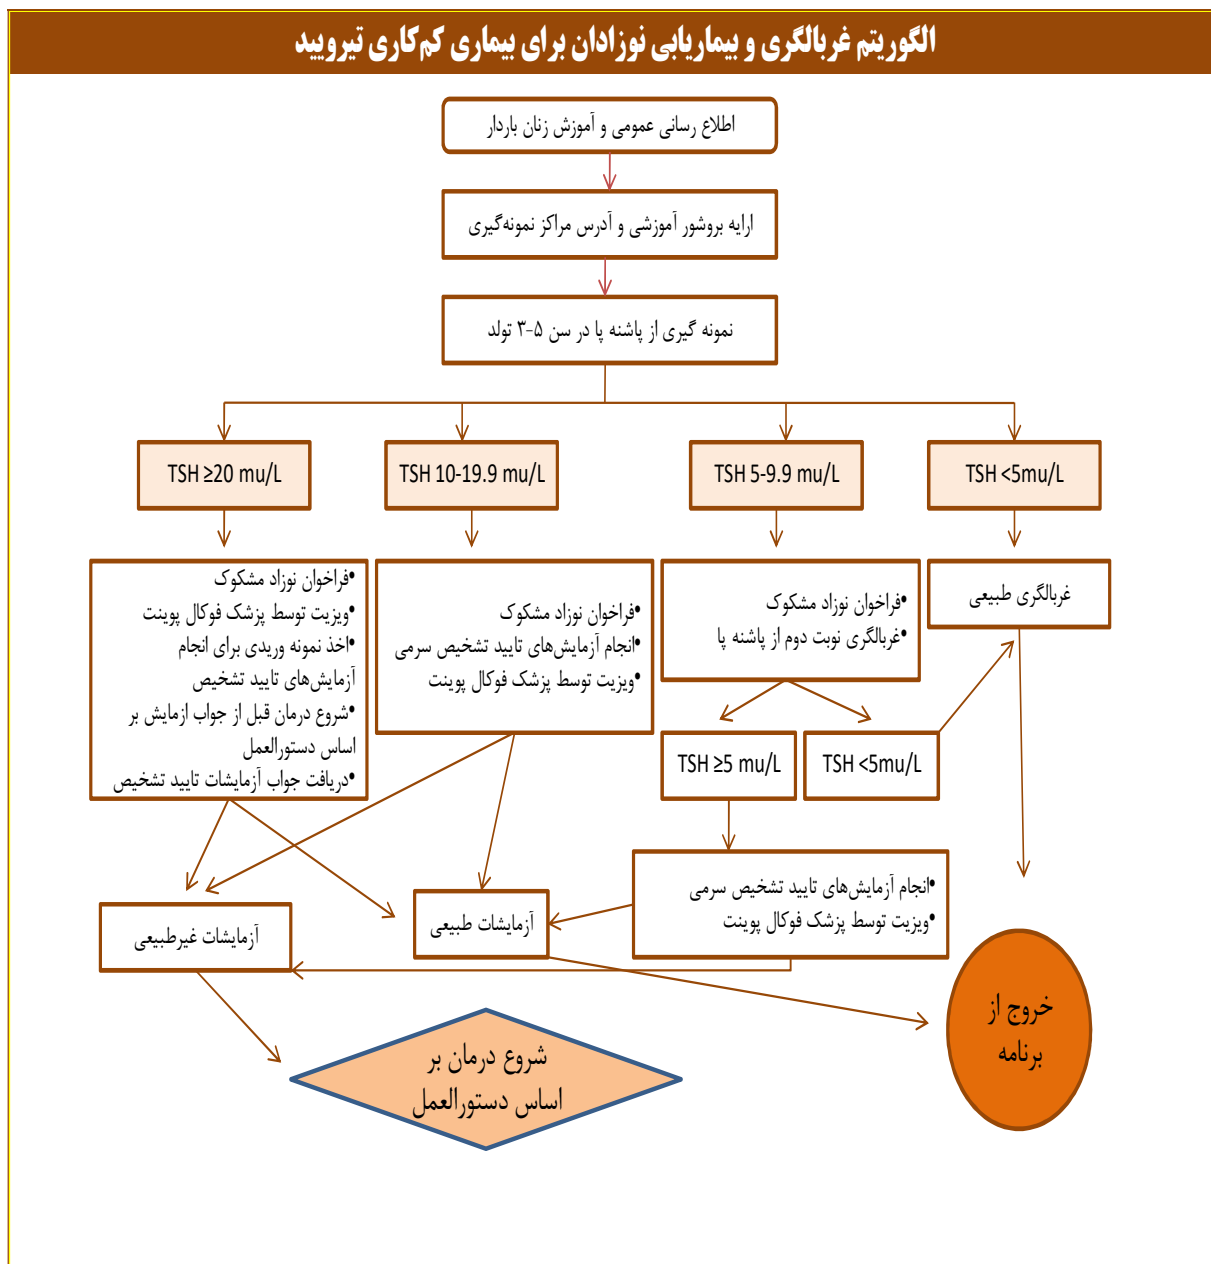 الگوریتم غربالگری و بیماریابی نوزادان برای بیماری کم‌کاری تیرویید
اطلاع رسانی عمومی و آموزش زنان باردار
ارایه بروشور آموزشی و آدرس مراکز نمونه‌گیری
نمونه گیری از پاشنه پا در سن ۵-۳ تولد
TSH <5mu/L
TSH 5-9.9 mu/L
TSH 10-19.9 mu/L
TSH ≥20 mu/L
غربالگری طبیعی
•فراخوان نوزاد مشکوک
•غربالگری نوبت دوم از پاشنه پا
•فراخوان نوزاد مشکوک
•انجام آزمایش‌های تایید تشخیص سرمی
•ویزیت توسط پزشک فوکال پوینت
•فراخوان نوزاد مشکوک
•ویزیت توسط پزشک فوکال پوینت
•اخذ نمونه وریدی برای انجام
آزمایش‌های تایید تشخیص
•شروع درمان قبل از جواب ازمایش بر
اساس دستورالعمل
•دریافت جواب آزمایشات تایید تشخیص
TSH <5mu/L
TSH ≥5 mu/L
•انجام آزمایش‌های تایید تشخیص سرمی
•ویزیت توسط پزشک فوکال پوینت
آزمایشات طبیعی
آزمایشات غیرطبیعی
خروج از
برنامه
شروع درمان بر
اساس دستورالعمل